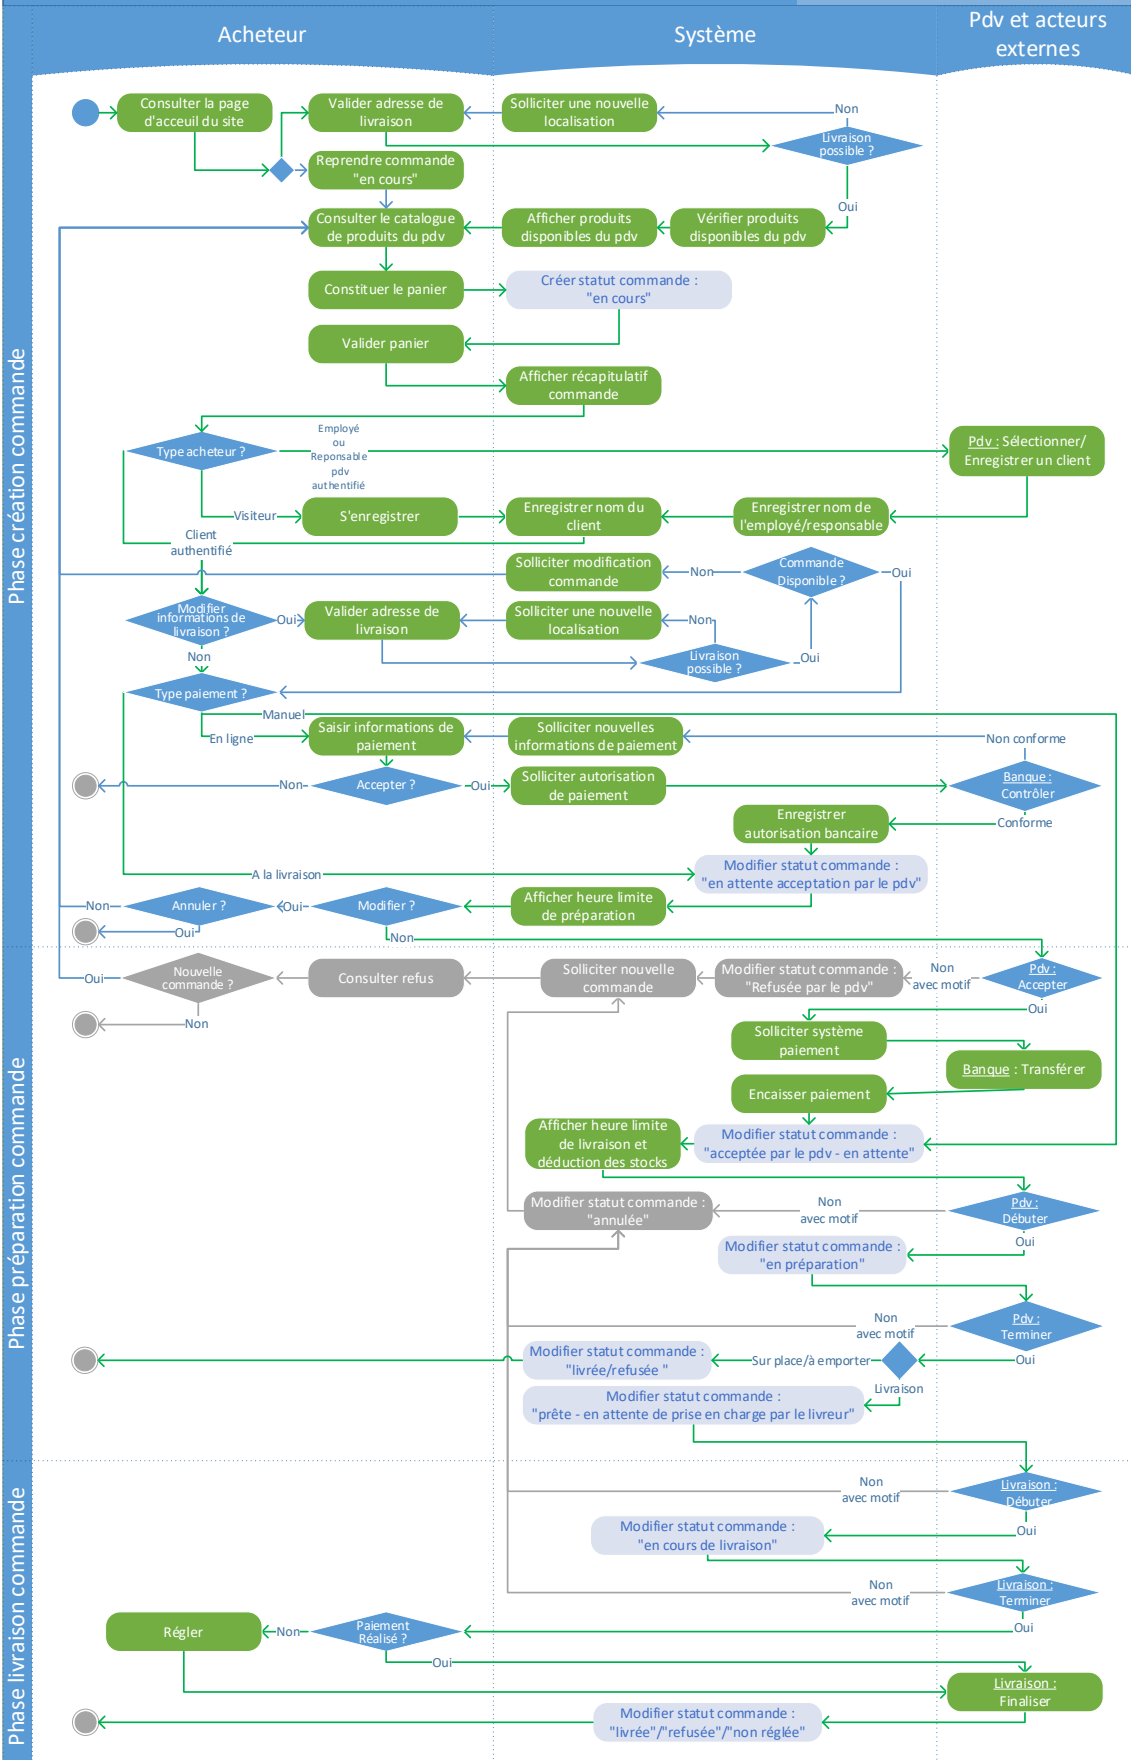 Acheteur
Système
Pdv et acteurs
externes
Phase création commande
Consulter la page
d'acceuil du site
Valider adresse de
livraison
Solliciter une nouvelle
localisation
Non
Livraison
possible ?
Reprendre commande
"en cours"
Oui
Consulter le catalogue
de produits du pdv
Afficher produits
disponibles du pdv
Vérifier produits
disponibles du pdv
Constituer le panier
Créer statut commande :
"en cours"
Valider panier
Afficher récapitulatif
commande
Type acheteur ?
Employé
ou
Reponsable
pdv
authentifié
Pdv : Sélectionner/
Enregistrer un client
Visiteur
S'enregistrer
Enregistrer nom du
client
Enregistrer nom de
l'employé/responsable
Client
authentifié
Solliciter modification
commande
Non
Commande
Disponible ?
Oui
Modifier
informations de
livraison ?
Oui
Valider adresse de
livraison
Solliciter une nouvelle
localisation
Non
Livraison
possible ?
Oui
Non
Type paiement ?
Manuel
En ligne
Saisir informations de
paiement
Solliciter nouvelles
informations de paiement
Non conforme
Non
Accepter ?
Oui
Solliciter autorisation
de paiement
Banque :
Contrôler
Enregistrer
autorisation bancaire
Conforme
A la livraison
Modifier statut commande :
"en attente acceptation par le pdv"
Non
Annuler ?
Oui
Modifier ?
Afficher heure limite
de préparation
Oui
Non
Phase préparation commande
Oui
Nouvelle
commande ?
Consulter refus
Solliciter nouvelle
commande
Modifier statut commande :
"Refusée par le pdv"
Non
avec motif
Pdv :
Accepter
Non
Oui
Solliciter système
paiement
Banque : Transférer
Encaisser paiement
Afficher heure limite
de livraison et
déduction des stocks
Modifier statut commande :
"acceptée par le pdv - en attente"
Modifier statut commande :
"annulée"
Non
avec motif
Pdv :
Débuter
Oui
Modifier statut commande :
"en préparation"
Non
avec motif
Pdv :
Terminer
Modifier statut commande :
"livrée/refusée "
Sur place/à emporter
Oui
Livraison
Modifier statut commande :
"prête - en attente de prise en charge par le livreur"
Phase livraison commande
Non
avec motif
Livraison :
Débuter
Oui
Modifier statut commande :
"en cours de livraison"
Non
avec motif
Livraison :
Terminer
Oui
Régler
Non
Paiement
Réalisé ?
Oui
Livraison :
Finaliser
Modifier statut commande :
"livrée"/"refusée"/"non réglée"